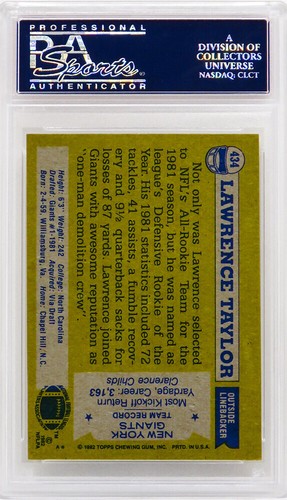 PROFESSIONAL
PSA
Sports
AUTHENTICATOR
A
DIVISION OF
COLLECTORS
UNIVERSE
NASDAQ: CLCT
434
LAWRENCE TAYLOR
OUTSIDE
LINEBACKER
Not only was Lawrence selected
to NFL's All-Rookie Team for the
1981 season, but he was named as
league's Defensive Rookie of the
Year. His 1981 statistics included 72
tackles, 41 assists, a fumble recov-
ery and 9½ quarterback sacks for
losses of 87 yards. Lawrence joined
Giants with awesome reputation as
"one-man demolition crew".
NEW YORK
GIANTS
TEAM RECORD
Most Kickoff Return
Yardage, Career: 3,163
Clarence Childs
Height: 6'3" Weight: 242 College: North Carolina
Drafted: Giants #1-1981 Acquired: Via Draft
Born: 2-4-59, Williamsburg, Va. Home: Chapel Hill, N.C.
© 1982 TOPPS CHEWING GUM, INC. PRTD. IN U.S.A.
© 1982
NFLPA